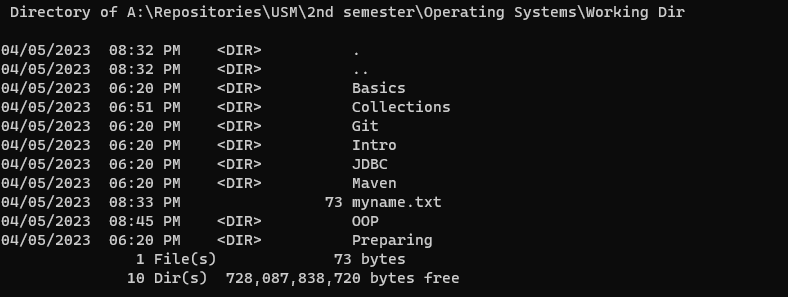 Directory of A:\Repositories\USM\2nd semester\Operating Systems\Working Dir
04/05/2023  08:32 PM    <DIR>          .
04/05/2023  08:32 PM    <DIR>          ..
04/05/2023  06:20 PM    <DIR>          Basics
04/05/2023  06:51 PM    <DIR>          Collections
04/05/2023  06:20 PM    <DIR>          Git
04/05/2023  06:20 PM    <DIR>          Intro
04/05/2023  06:20 PM    <DIR>          JDBC
04/05/2023  06:20 PM    <DIR>          Maven
04/05/2023  08:33 PM                73 myname.txt
04/05/2023  08:45 PM    <DIR>          OOP
04/05/2023  06:20 PM    <DIR>          Preparing
               1 File(s)             73 bytes
              10 Dir(s)  728,087,838,720 bytes free